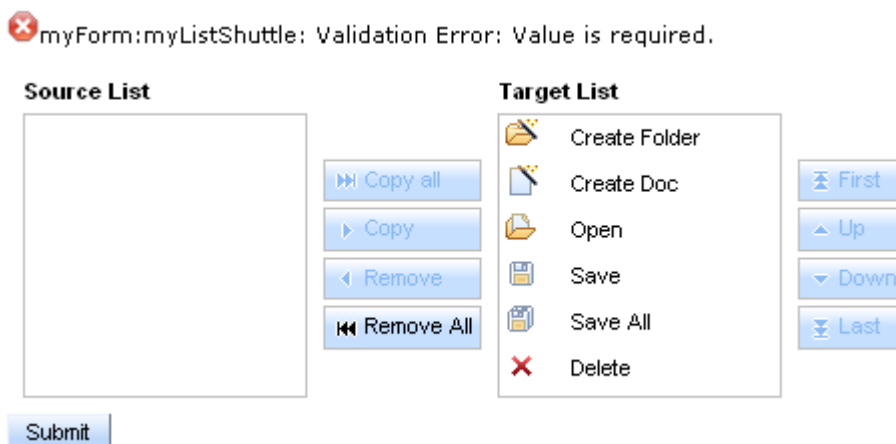 myForm:myListShuttle: Validation Error: Value is required.
Source List
Target List
Copy all
Copy
Remove
Remove All
Create Folder
Create Doc
Open
Save
Save All
Delete
First
Up
Down
Last
Submit